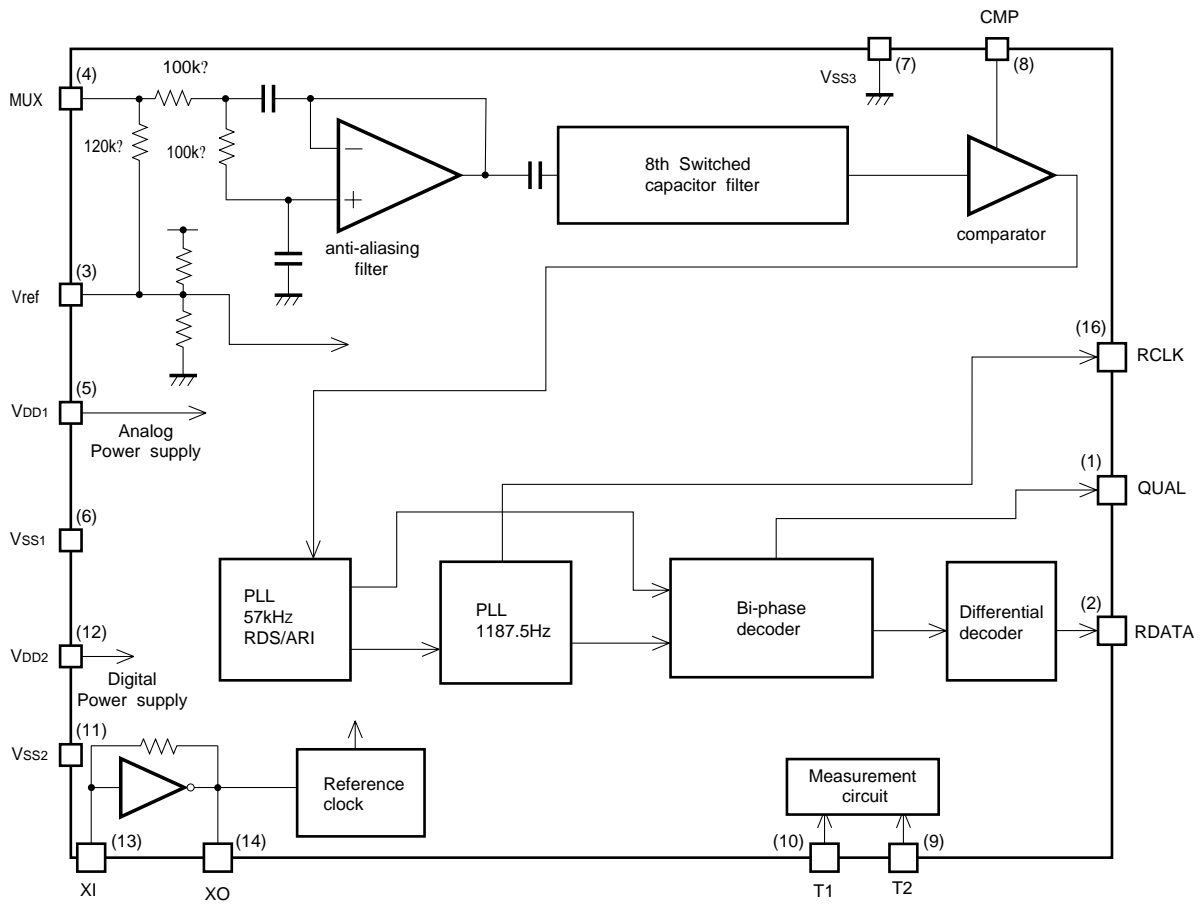 CMP
(4)
100k?
(7)
(8)
MUX
VSS3
120k?
100k?
−
+
8th Switched
capacitor filter
anti-aliasing
filter
comparator
(3)
Vref
(16)
RCLK
(5)
VDD1
Analog
Power supply
(1)
QUAL
(6)
VSS1
PLL
57kHz
RDS/ARI
PLL
1187.5Hz
Bi-phase
decoder
Differential
decoder
(2)
RDATA
(12)
VDD2
Digital
Power supply
(11)
VSS2
Reference
clock
Measurement
circuit
(13)
(14)
(10)
(9)
XI
XO
T1
T2